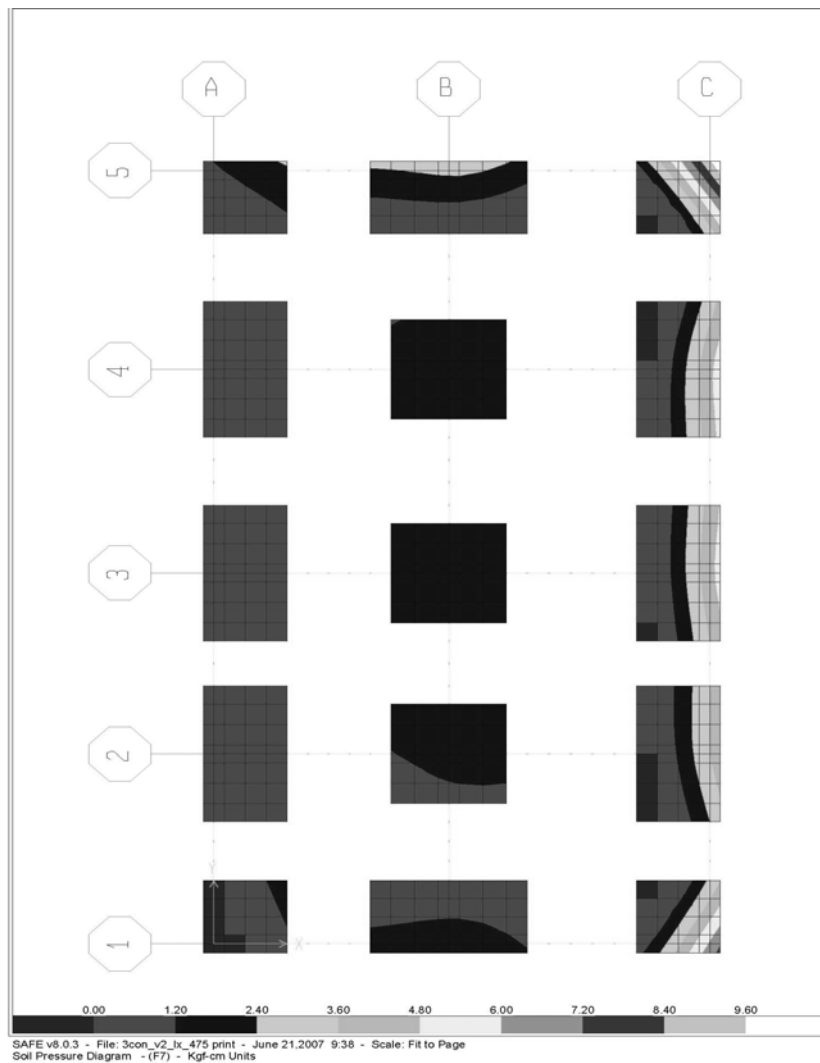 A B C
5
4
3
2
Y
1 X
0.00 1.20 2.40 3.60 4.80 6.00 7.20 8.40 9.60
SAFE v8.0.3 - File: 3con_v2_lx_475 print - June 21,2007 9:38 - Scale: Fit to Page
Soil Pressure Diagram - (F7) - Kgf-cm Units